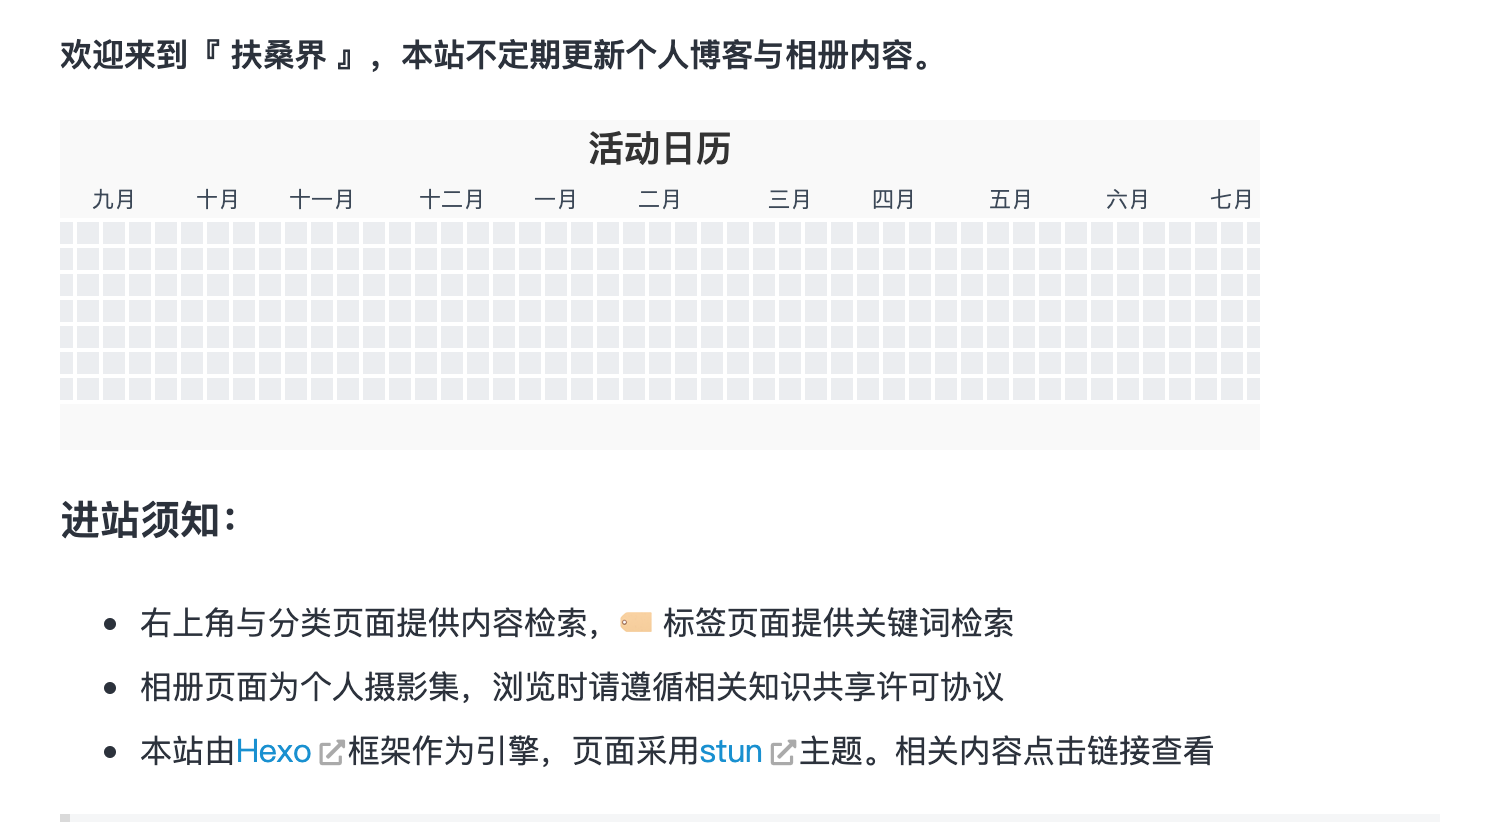 欢迎来到『 扶桑界 』，本站不定期更新个人博客与相册内容。
活动日历
九月 十月 十一月 十二月 一月 二月 三月 四月 五月 六月 七月
进站须知：
右上角与分类页面提供内容检索，🏷️ 标签页面提供关键词检索
相册页面为个人摄影集，浏览时请遵循相关知识共享许可协议
本站由Hexo框架作为引擎，页面采用stun主题。相关内容点击链接查看